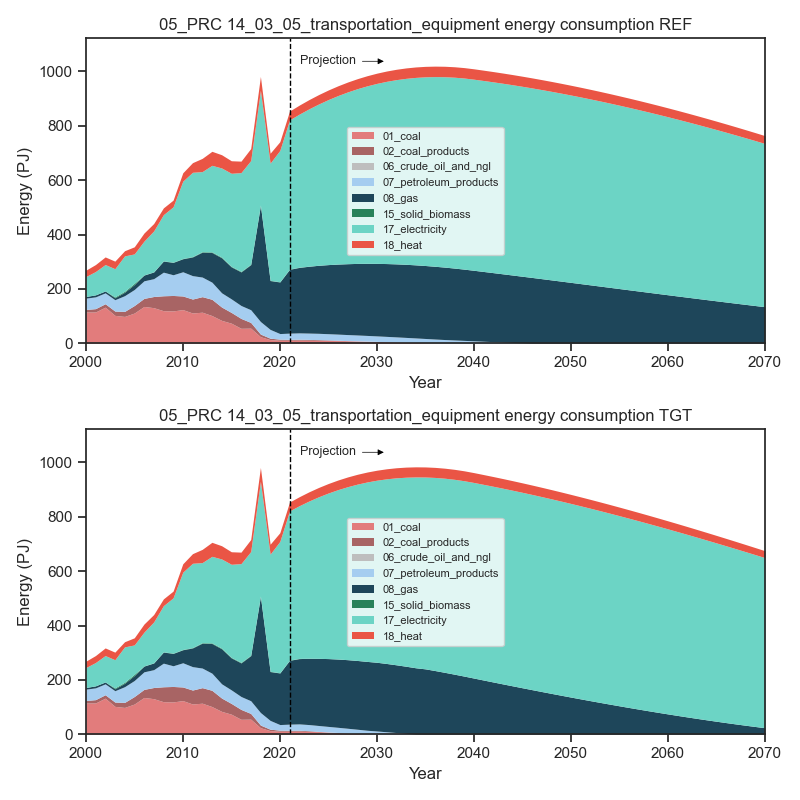 05_PRC 14_03_05_transportation_equipment energy consumption REF
Energy (PJ)
1000
800
600
400
200
0
Projection
01_coal
02_coal_products
06_crude_oil_and_ngl
07_petroleum_products
08_gas
15_solid_biomass
17_electricity
18_heat
2000 2010 2020 2030 2040 2050 2060 2070
Year
05_PRC 14_03_05_transportation_equipment energy consumption TGT
Energy (PJ)
1000
800
600
400
200
0
Projection
01_coal
02_coal_products
06_crude_oil_and_ngl
07_petroleum_products
08_gas
15_solid_biomass
17_electricity
18_heat
2000 2010 2020 2030 2040 2050 2060 2070
Year